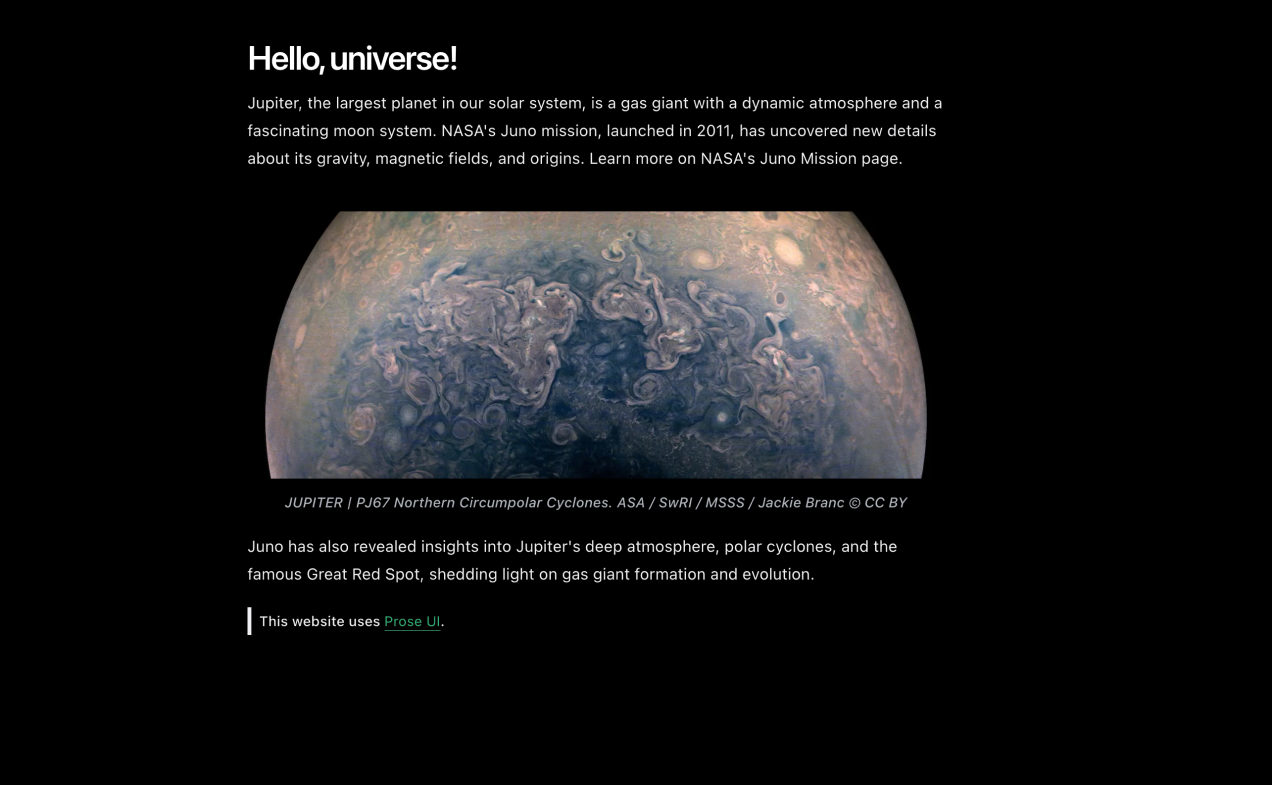 Hello, universe!
Jupiter, the largest planet in our solar system, is a gas giant with a dynamic atmosphere and a
fascinating moon system. NASA's Juno mission, launched in 2011, has uncovered new details
about its gravity, magnetic fields, and origins. Learn more on NASA's Juno Mission page.
JUPITER | PJ67 Northern Circumpolar Cyclones. ASA / SwRI / MSSS / Jackie Branc © CC BY
Juno has also revealed insights into Jupiter's deep atmosphere, polar cyclones, and the
famous Great Red Spot, shedding light on gas giant formation and evolution.
This website uses Prose UI.